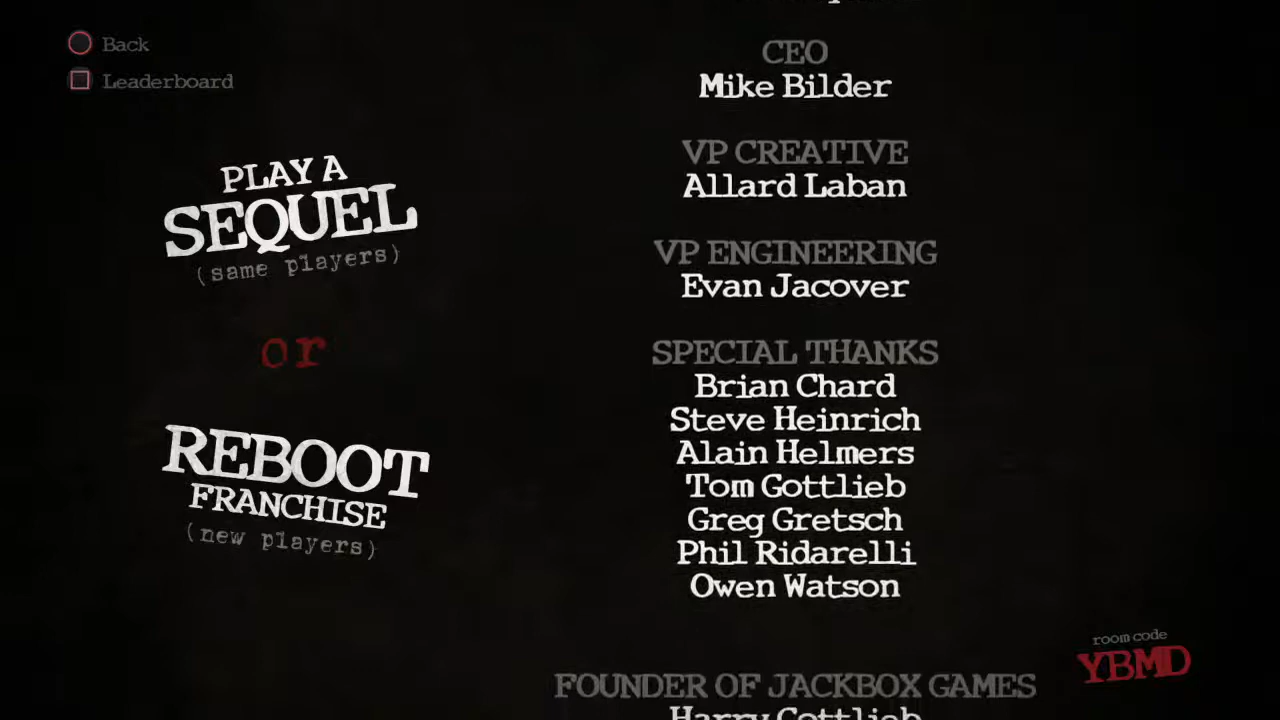 Back
Leaderboard
PLAY A
SEQUEL
(same players)
or
REBOOT
FRANCHISE
(new players)
CEO
Mike Bilder
VP CREATIVE
Allard Laban
VP ENGINEERING
Evan Jacover
SPECIAL THANKS
Brian Chard
Steve Heinrich
Alain Helmers
Tom Gottlieb
Greg Gretsch
Phil Ridarelli
Owen Watson
FOUNDER OF JACKBOX GAMES
Harry Gottlieb
room code
YBMD